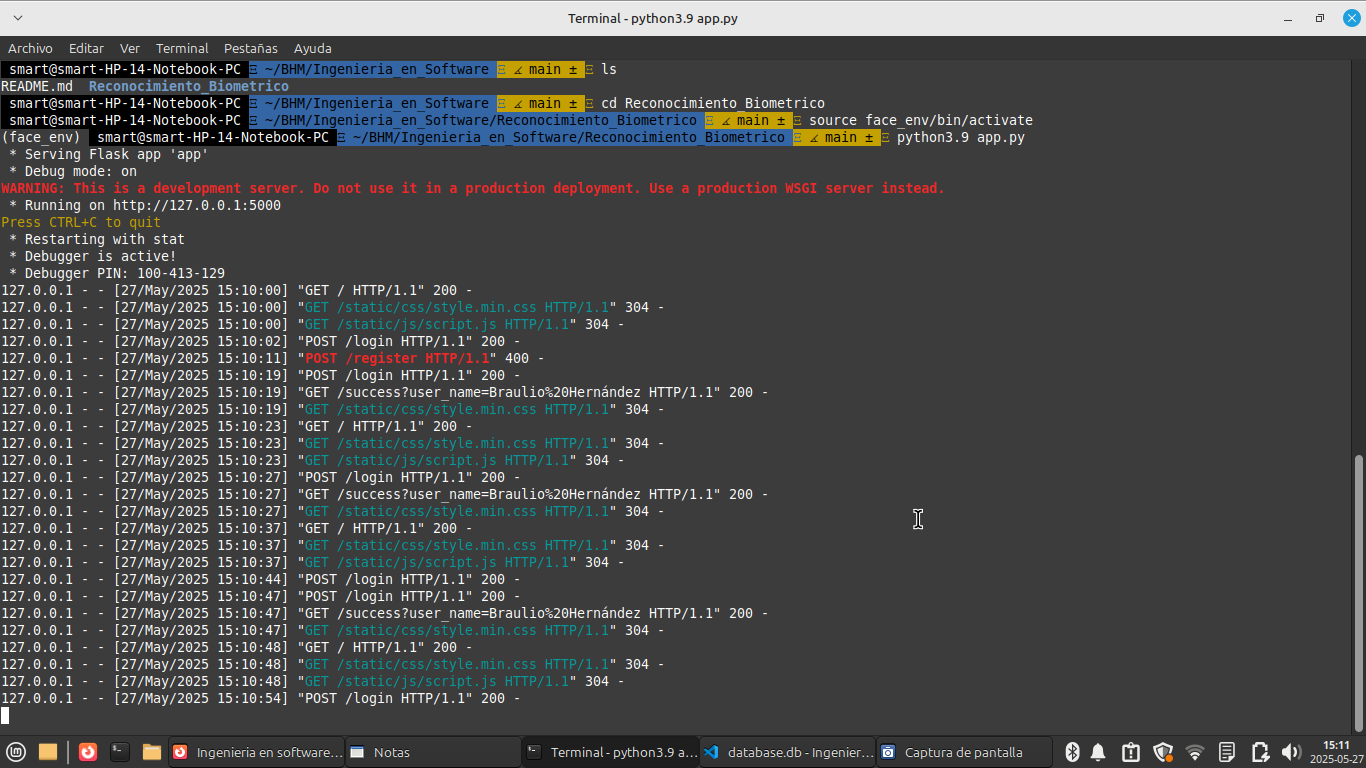 Terminal - python3.9 app.py
Archivo Editar Ver Terminal Pestañas Ayuda
smart@smart-HP-14-Notebook-PC ~/BHM/Ingenieria_en_Software main ± ls
README.md Reconocimiento_Biometrico
smart@smart-HP-14-Notebook-PC ~/BHM/Ingenieria_en_Software main ± cd Reconocimiento_Biometrico
smart@smart-HP-14-Notebook-PC ~/BHM/Ingenieria_en_Software/Reconocimiento_Biometrico main ± source face_env/bin/activate
(face_env) smart@smart-HP-14-Notebook-PC ~/BHM/Ingenieria_en_Software/Reconocimiento_Biometrico main ± python3.9 app.py
* Serving Flask app 'app'
* Debug mode: on
WARNING: This is a development server. Do not use it in a production deployment. Use a production WSGI server instead.
* Running on http://127.0.0.1:5000
Press CTRL+C to quit
* Restarting with stat
* Debugger is active!
* Debugger PIN: 100-413-129
127.0.0.1 - - [27/May/2025 15:10:00] "GET / HTTP/1.1" 200 -
127.0.0.1 - - [27/May/2025 15:10:00] "GET /static/css/style.min.css HTTP/1.1" 304 -
127.0.0.1 - - [27/May/2025 15:10:00] "GET /static/js/script.js HTTP/1.1" 304 -
127.0.0.1 - - [27/May/2025 15:10:02] "POST /login HTTP/1.1" 200 -
127.0.0.1 - - [27/May/2025 15:10:11] "POST /register HTTP/1.1" 400 -
127.0.0.1 - - [27/May/2025 15:10:19] "POST /login HTTP/1.1" 200 -
127.0.0.1 - - [27/May/2025 15:10:19] "GET /success?user_name=Braulio%20Hernández HTTP/1.1" 200 -
127.0.0.1 - - [27/May/2025 15:10:19] "GET /static/css/style.min.css HTTP/1.1" 304 -
127.0.0.1 - - [27/May/2025 15:10:23] "GET / HTTP/1.1" 200 -
127.0.0.1 - - [27/May/2025 15:10:23] "GET /static/css/style.min.css HTTP/1.1" 304 -
127.0.0.1 - - [27/May/2025 15:10:23] "GET /static/js/script.js HTTP/1.1" 304 -
127.0.0.1 - - [27/May/2025 15:10:27] "POST /login HTTP/1.1" 200 -
127.0.0.1 - - [27/May/2025 15:10:27] "GET /success?user_name=Braulio%20Hernández HTTP/1.1" 200 -
127.0.0.1 - - [27/May/2025 15:10:27] "GET /static/css/style.min.css HTTP/1.1" 304 -
127.0.0.1 - - [27/May/2025 15:10:37] "GET / HTTP/1.1" 200 -
127.0.0.1 - - [27/May/2025 15:10:37] "GET /static/css/style.min.css HTTP/1.1" 304 -
127.0.0.1 - - [27/May/2025 15:10:37] "GET /static/js/script.js HTTP/1.1" 304 -
127.0.0.1 - - [27/May/2025 15:10:44] "POST /login HTTP/1.1" 200 -
127.0.0.1 - - [27/May/2025 15:10:47] "POST /login HTTP/1.1" 200 -
127.0.0.1 - - [27/May/2025 15:10:47] "GET /success?user_name=Braulio%20Hernández HTTP/1.1" 200 -
127.0.0.1 - - [27/May/2025 15:10:47] "GET /static/css/style.min.css HTTP/1.1" 304 -
127.0.0.1 - - [27/May/2025 15:10:48] "GET / HTTP/1.1" 200 -
127.0.0.1 - - [27/May/2025 15:10:48] "GET /static/css/style.min.css HTTP/1.1" 304 -
127.0.0.1 - - [27/May/2025 15:10:48] "GET /static/js/script.js HTTP/1.1" 304 -
127.0.0.1 - - [27/May/2025 15:10:54] "POST /login HTTP/1.1" 200 -
Ingenieria en software... Notas Terminal - python3.9 a... database.db - Ingenier... Captura de pantalla 15:11
2025-05-27